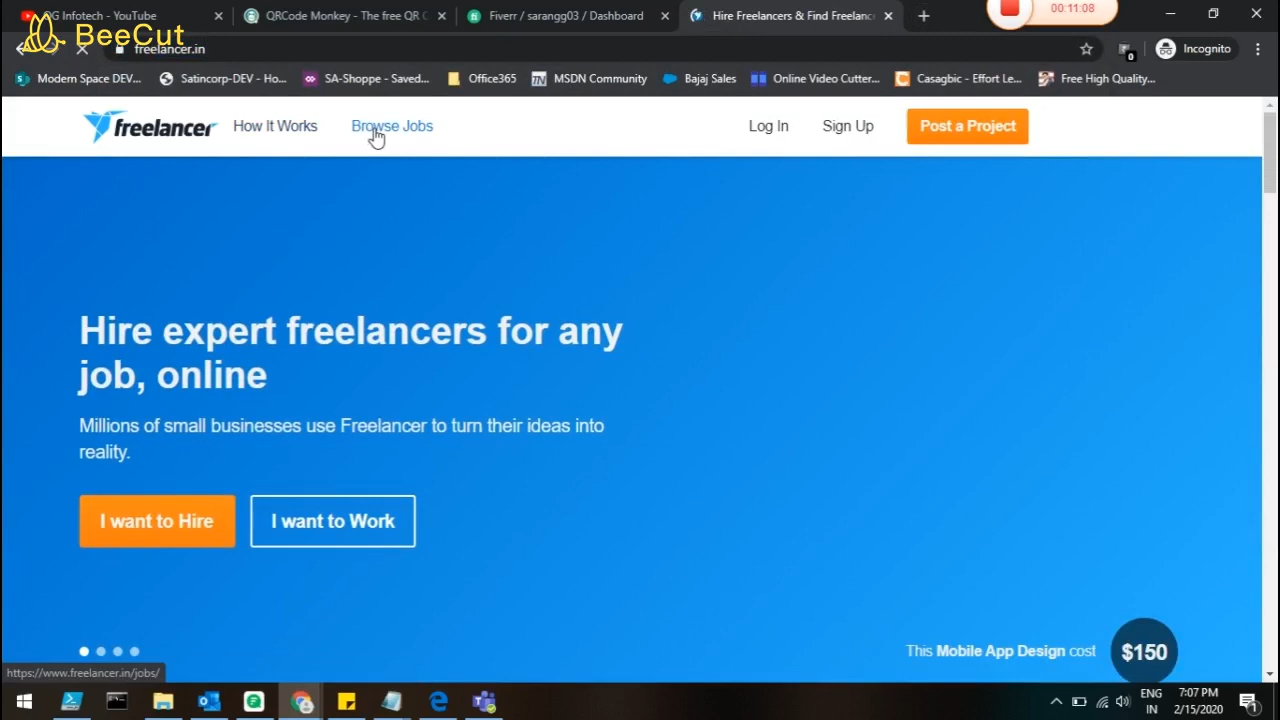 OG Infotech - YouTube
QRCode Monkey - The free QR C
Fiverr / sarangg03 / Dashboard
Hire Freelancers & Find Freelanc
00:11:08
BeeCut
freelancer.in
0
Incognito
Modern Space DEV...
Satincorp-DEV - Ho...
SA-Shoppe - Saved...
Office365
MSDN Community
Bajaj Sales
Online Video Cutter...
Casagbic - Effort Le...
Free High Quality...
freelancer
How It Works
Browse Jobs
Log In
Sign Up
Post a Project
Hire expert freelancers for any
job, online
Millions of small businesses use Freelancer to turn their ideas into
reality.
I want to Hire
I want to Work
This Mobile App Design cost
$150
https://www.freelancer.in/jobs/
ENG
IN
7:07 PM
2/15/2020
1